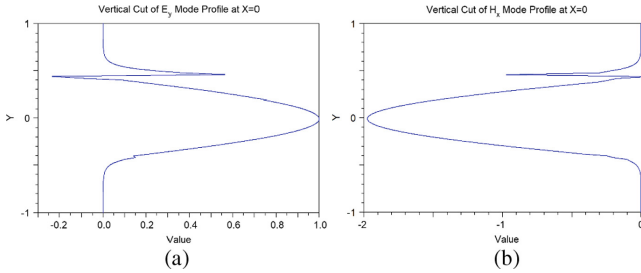 Vertical Cut of Ey Mode Profile at X=0
1
Y
0
-1
-0.2 0.0 0.2 0.4 0.6 0.8 1.0
Value
(a)
Vertical Cut of Hx Mode Profile at X=0
1
Y
0
-1
-2 -1 0
Value
(b)